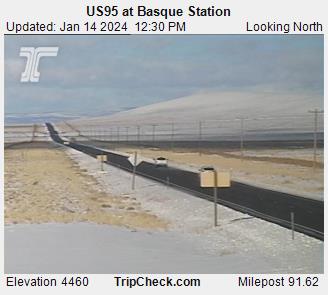 US95 at Basque Station
Updated: Jan 14 2024 12:30 PM Looking North
Elevation 4460 TripCheck.com Milepost 91.62